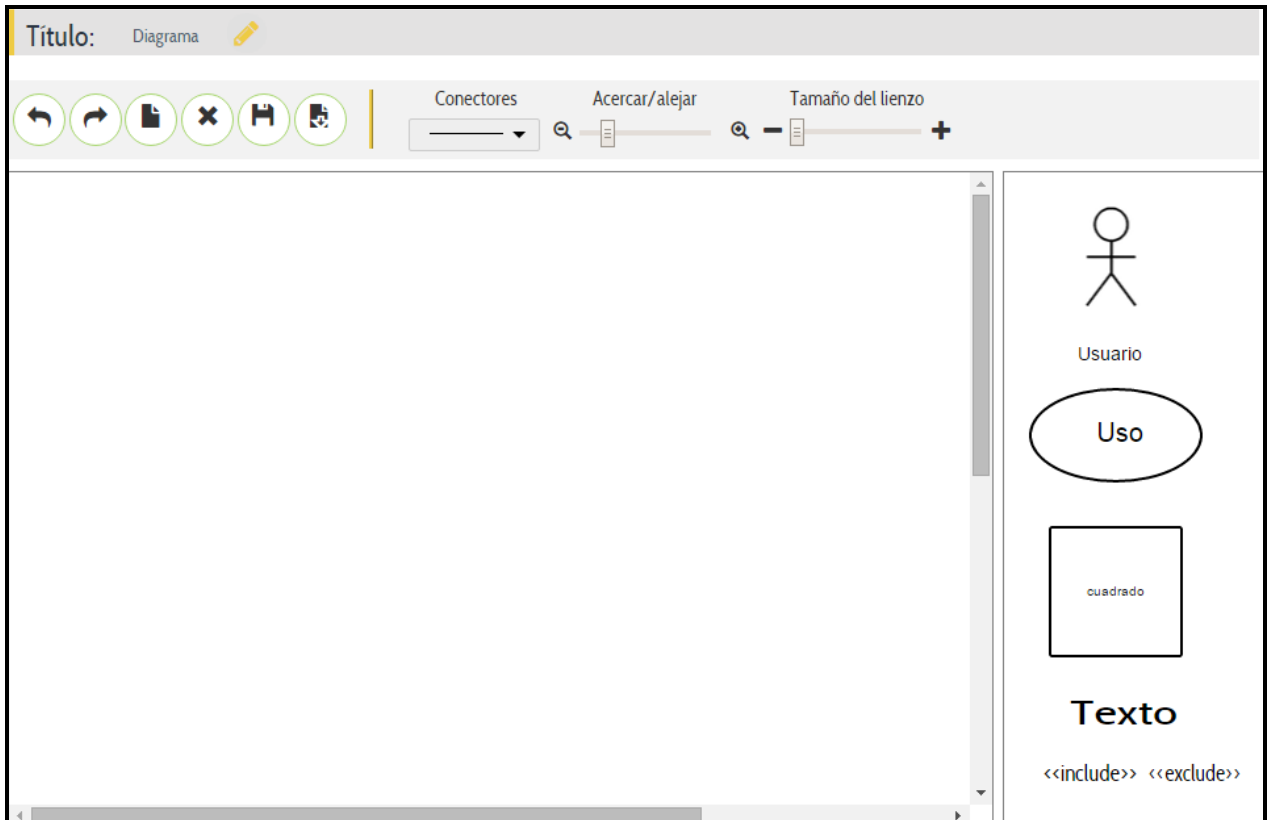 Título: Diagrama
Conectores Acercar/alejar Tamaño del lienzo
Usuario
Uso
cuadrado
Texto
<<include>> <<exclude>>